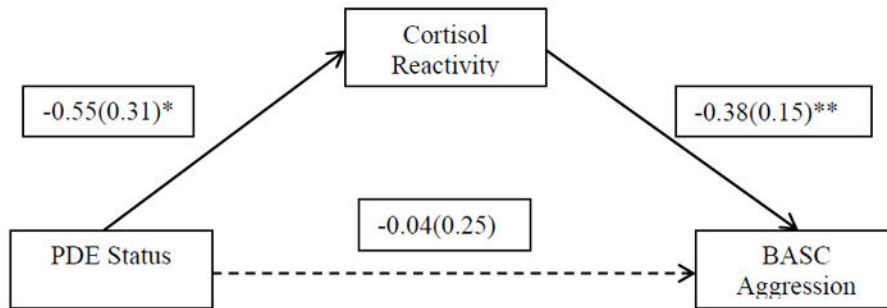 Cortisol
Reactivity
-0.55(0.31)*
-0.38(0.15)**
-0.04(0.25)
PDE Status
BASC
Aggression